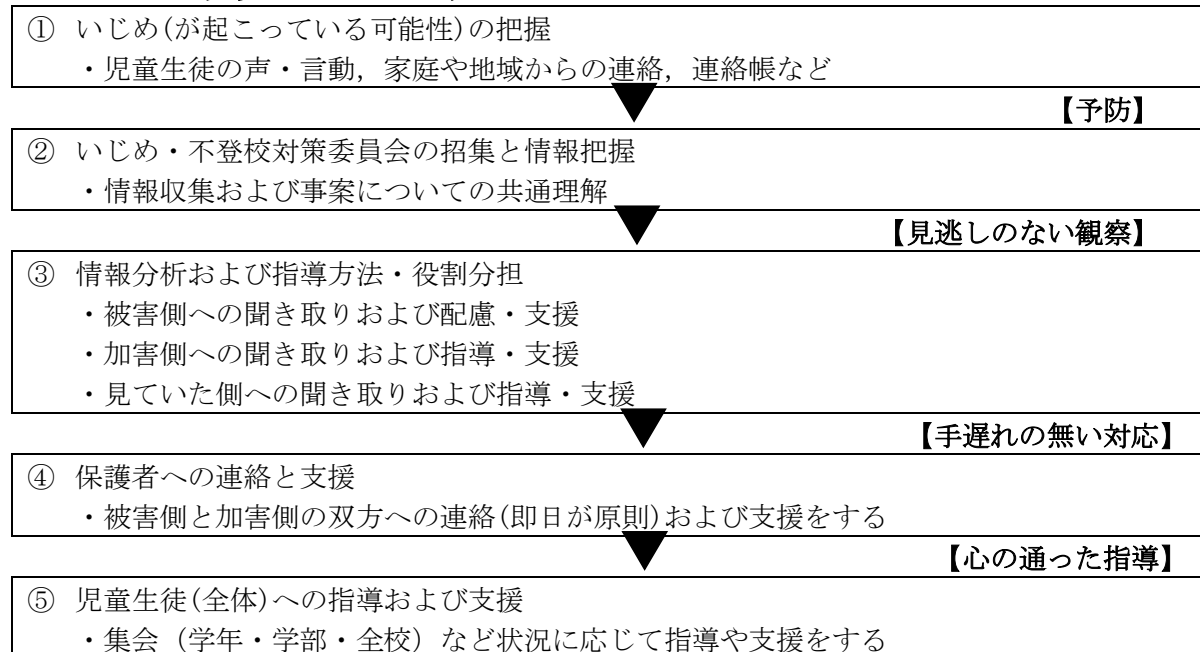 ① いじめ(が起こっている可能性)の把握
・児童生徒の声・言動，家庭や地域からの連絡，連絡帳など
【予防】
② いじめ・不登校対策委員会の招集と情報把握
・情報収集および事案についての共通理解
【見逃しのない観察】
③ 情報分析および指導方法・役割分担
・被害側への聞き取りおよび配慮・支援
・加害側への聞き取りおよび指導・支援
・見ていた側への聞き取りおよび指導・支援
【手遅れの無い対応】
④ 保護者への連絡と支援
・被害側と加害側の双方への連絡(即日が原則)および支援をする
【心の通った指導】
⑤ 児童生徒(全体)への指導および支援
・集会（学年・学部・全校）など状況に応じて指導や支援をする